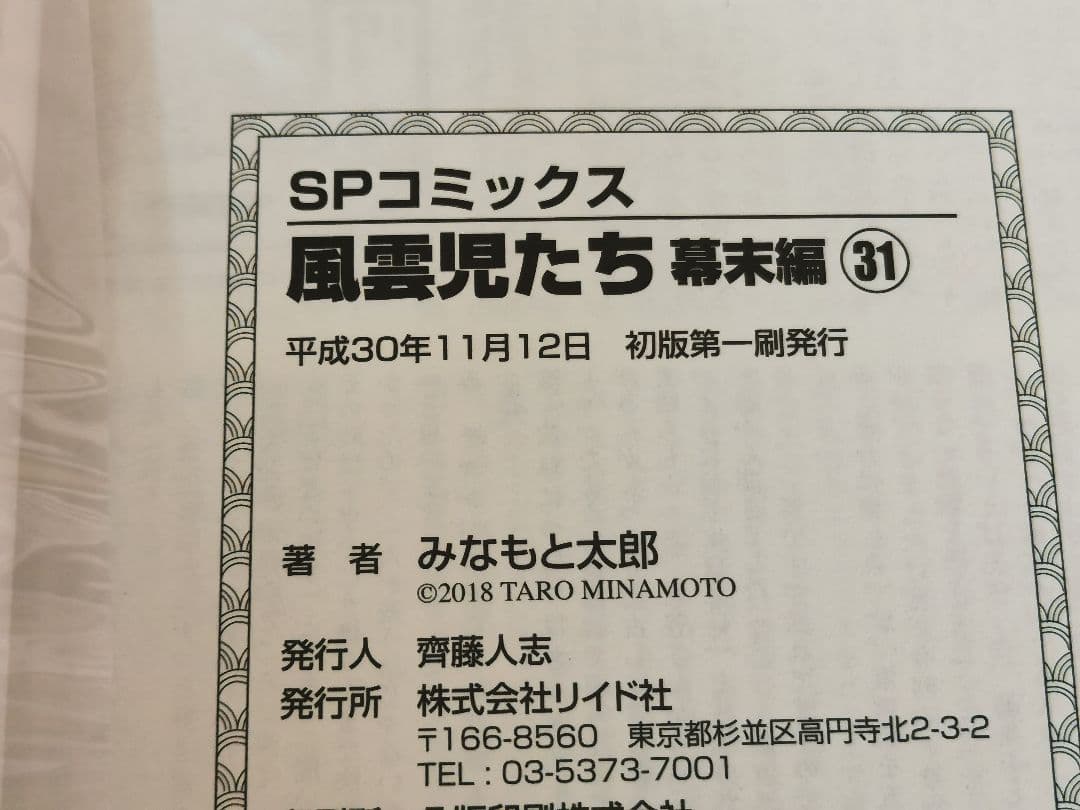 SPコミックス
風雲児たち 幕末編 ㉛
平成30年11月12日 初版第一刷発行
著 者 みなもと太郎
©2018 TARO MINAMOTO
発行人 齊藤人志
発行所 株式会社リイド社
〒166-8560 東京都杉並区高円寺北2-3-2
TEL : 03-5373-7001